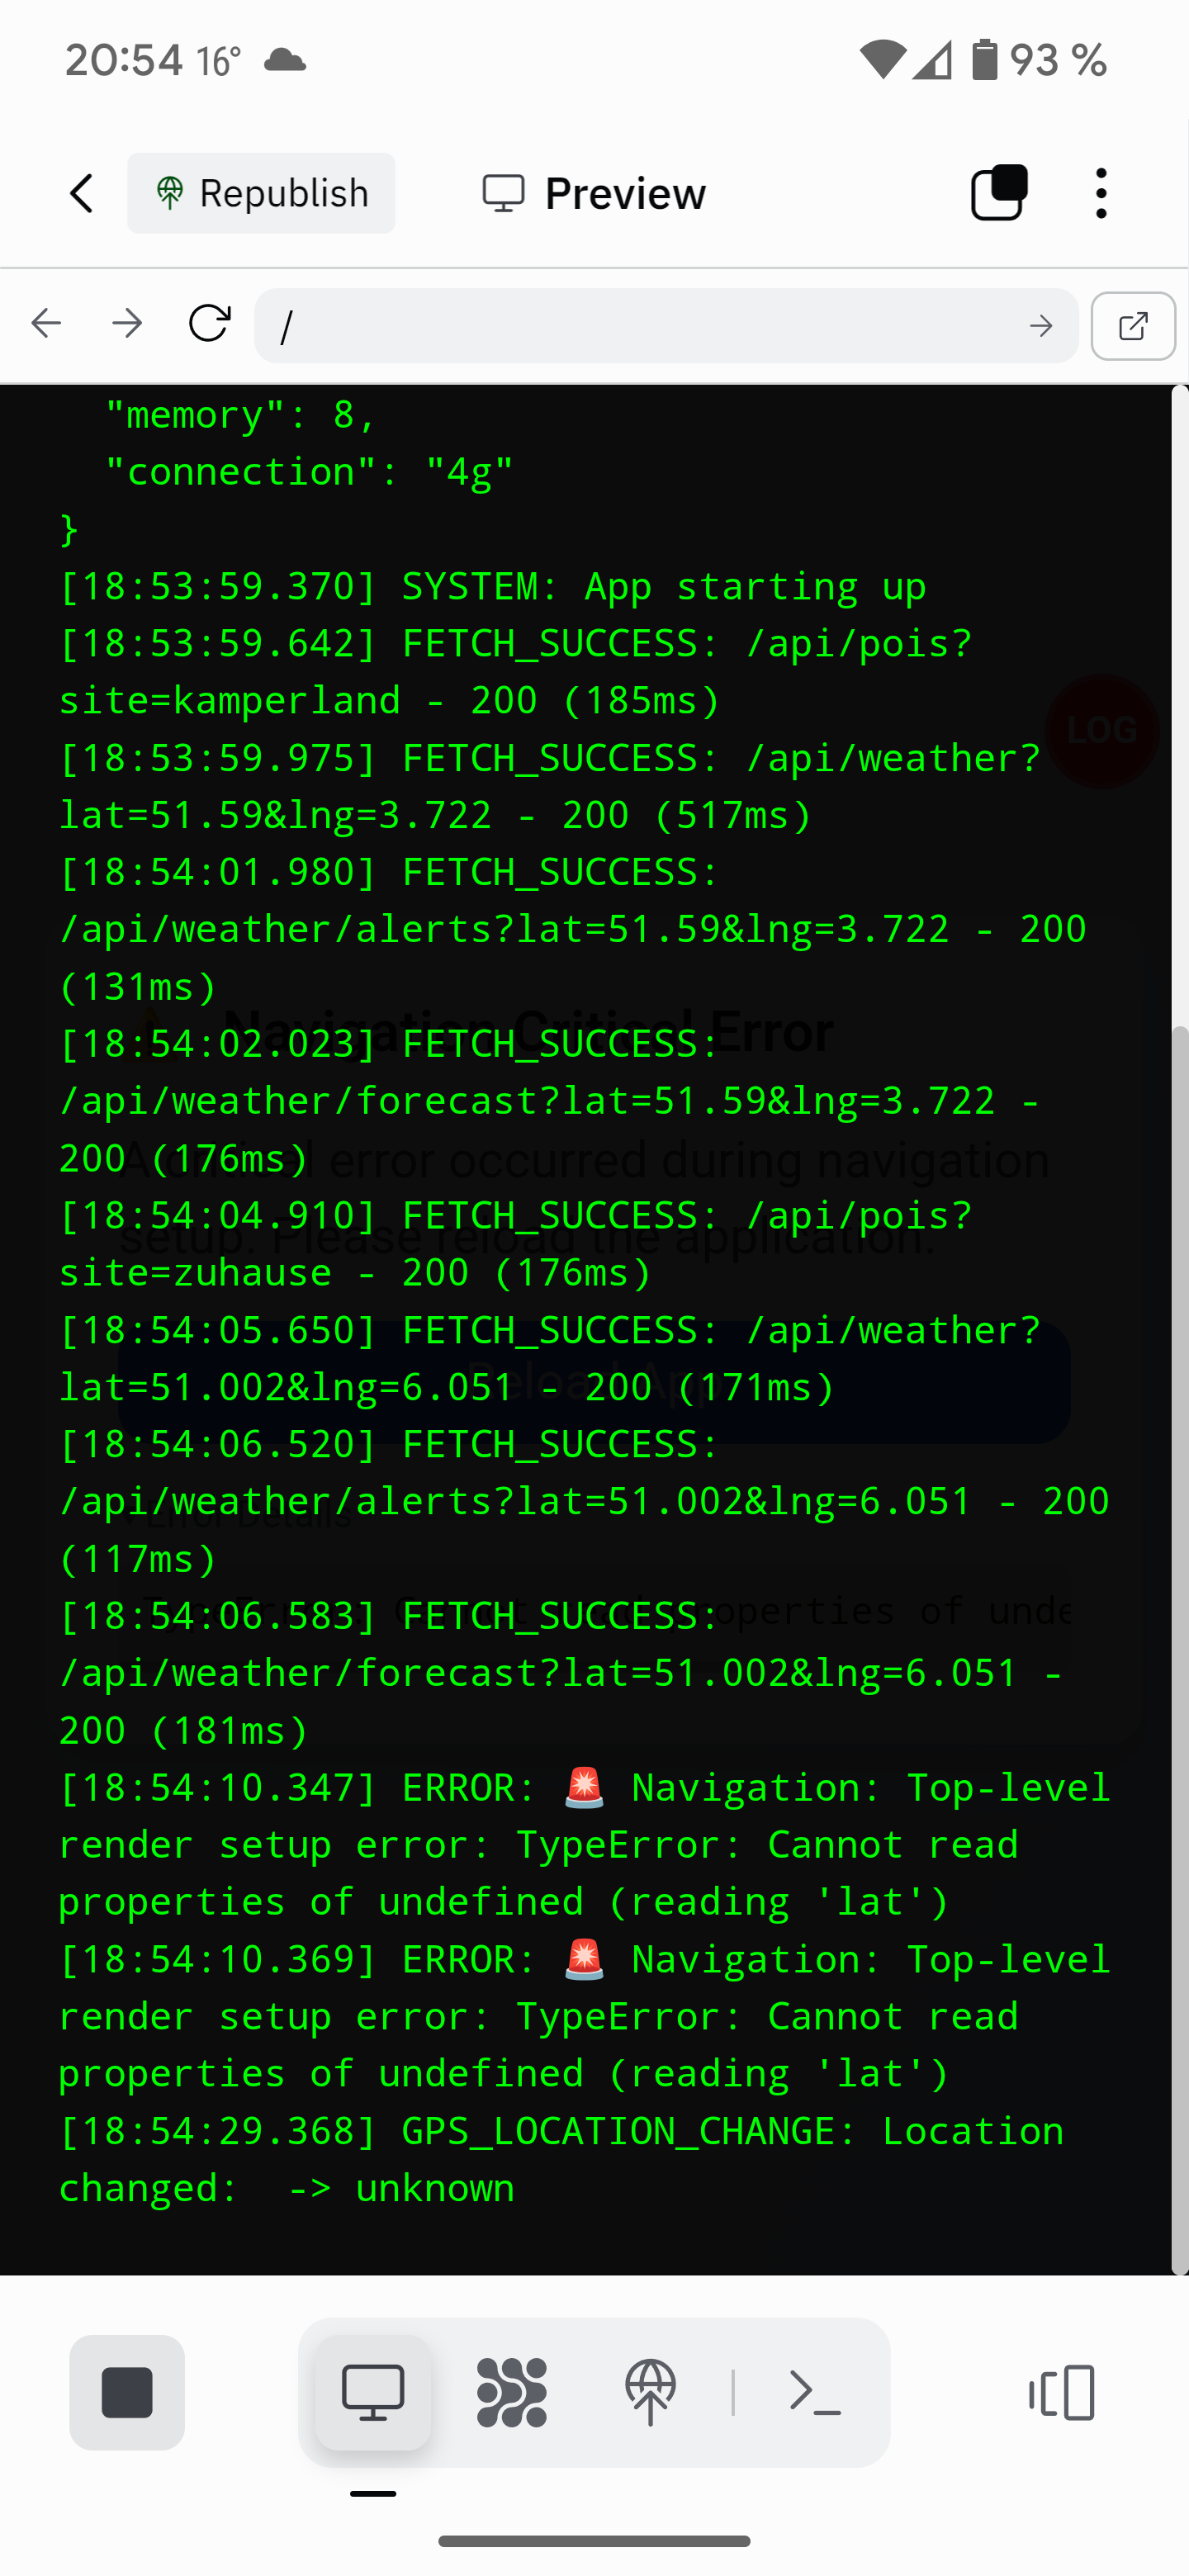 20:54 16° 93 %
Republish Preview
/
"memory": 8,
"connection": "4g"
}
[18:53:59.370] SYSTEM: App starting up
[18:53:59.642] FETCH_SUCCESS: /api/pois?
site=kamperland - 200 (185ms)
LOG
[18:53:59.975] FETCH_SUCCESS: /api/weather?
lat=51.59&lng=3.722 - 200 (517ms)
[18:54:01.980] FETCH_SUCCESS:
/api/weather/alerts?lat=51.59&lng=3.722 - 200
(131ms)
Navigation Critical Error
[18:54:02.023] FETCH_SUCCESS:
/api/weather/forecast?lat=51.59&lng=3.722 -
200 (176ms)
A critical error occurred during navigation
[18:54:04.910] FETCH_SUCCESS: /api/pois?
setup. Please reload the application.
site=zuhause - 200 (176ms)
[18:54:05.650] FETCH_SUCCESS: /api/weather?
Reload App
lat=51.002&lng=6.051 - 200 (171ms)
[18:54:06.520] FETCH_SUCCESS:
/api/weather/alerts?lat=51.002&lng=6.051 - 200
Error Details
(117ms)
[18:54:06.583] FETCH_SUCCESS:
TypeError: Cannot read properties of unde
/api/weather/forecast?lat=51.002&lng=6.051 -
200 (181ms)
[18:54:10.347] ERROR: 🚨 Navigation: Top-level
render setup error: TypeError: Cannot read
properties of undefined (reading 'lat')
[18:54:10.369] ERROR: 🚨 Navigation: Top-level
render setup error: TypeError: Cannot read
properties of undefined (reading 'lat')
[18:54:29.368] GPS_LOCATION_CHANGE: Location
changed:  -> unknown